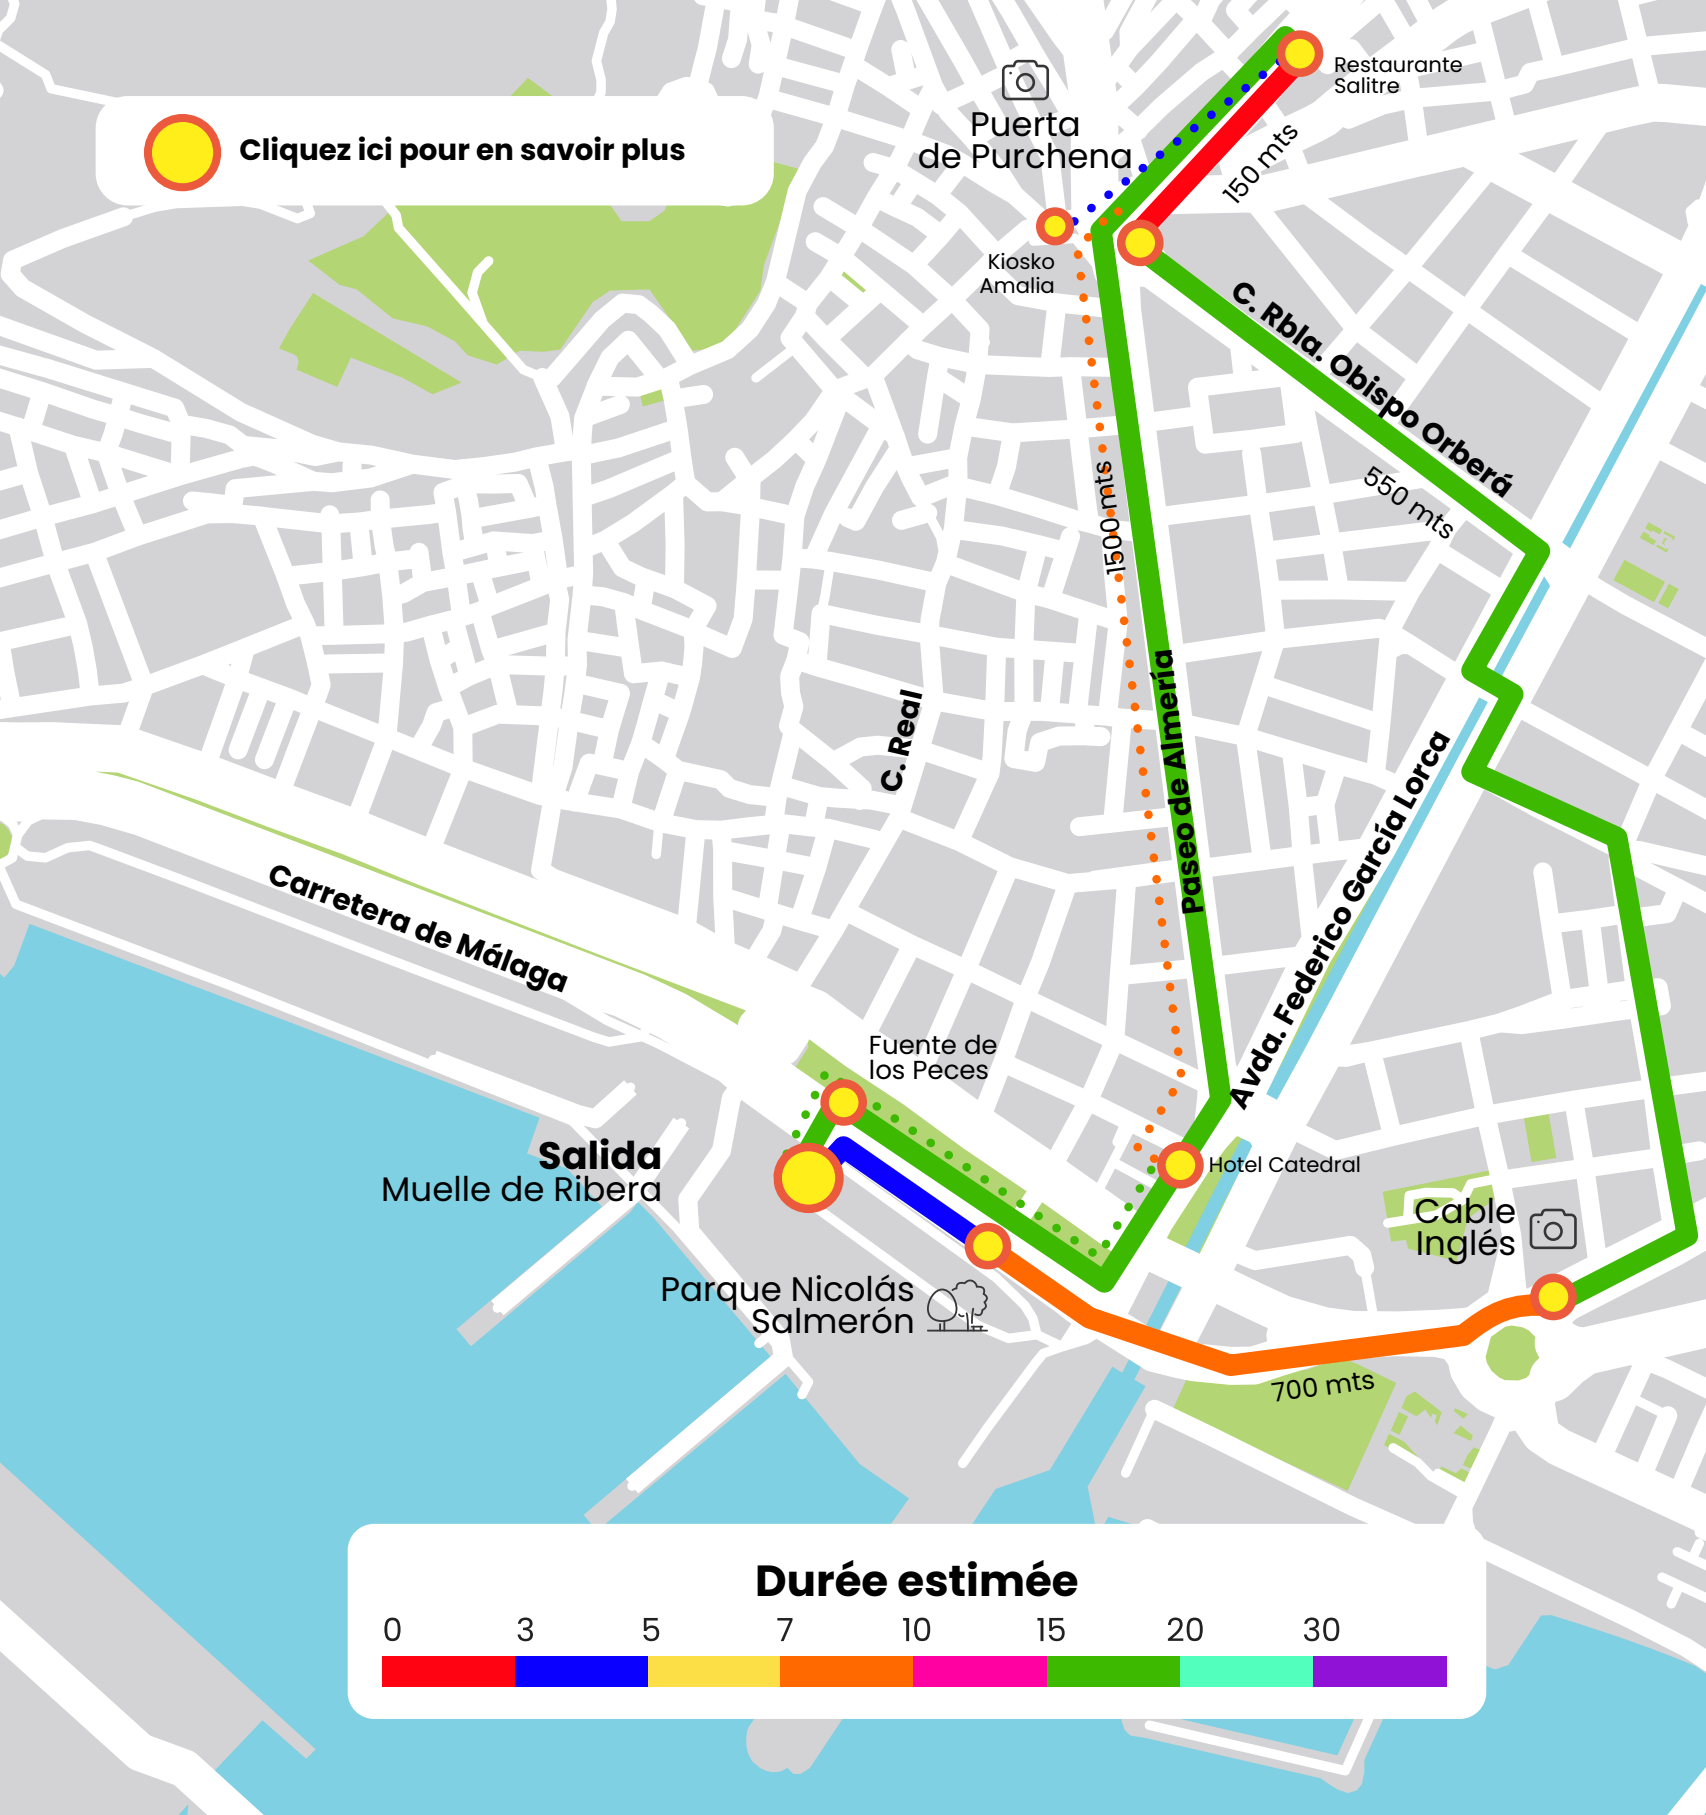 Restaurante
Salitre
Puerta
de Purchena
Cliquez ici pour en savoir plus
150 mts
Kiosko
Amalia
C. Rbla. Obispo Orberá
550 mts
1500 mts
Paseo de Almería
C. Real
Avda. Federico García Lorca
Carretera de Málaga
Fuente de
los Peces
Salida
Muelle de Ribera
Hotel Catedral
Cable
Inglés
Parque Nicolás
Salmerón
700 mts
Durée estimée
0 3 5 7 10 15 20 30